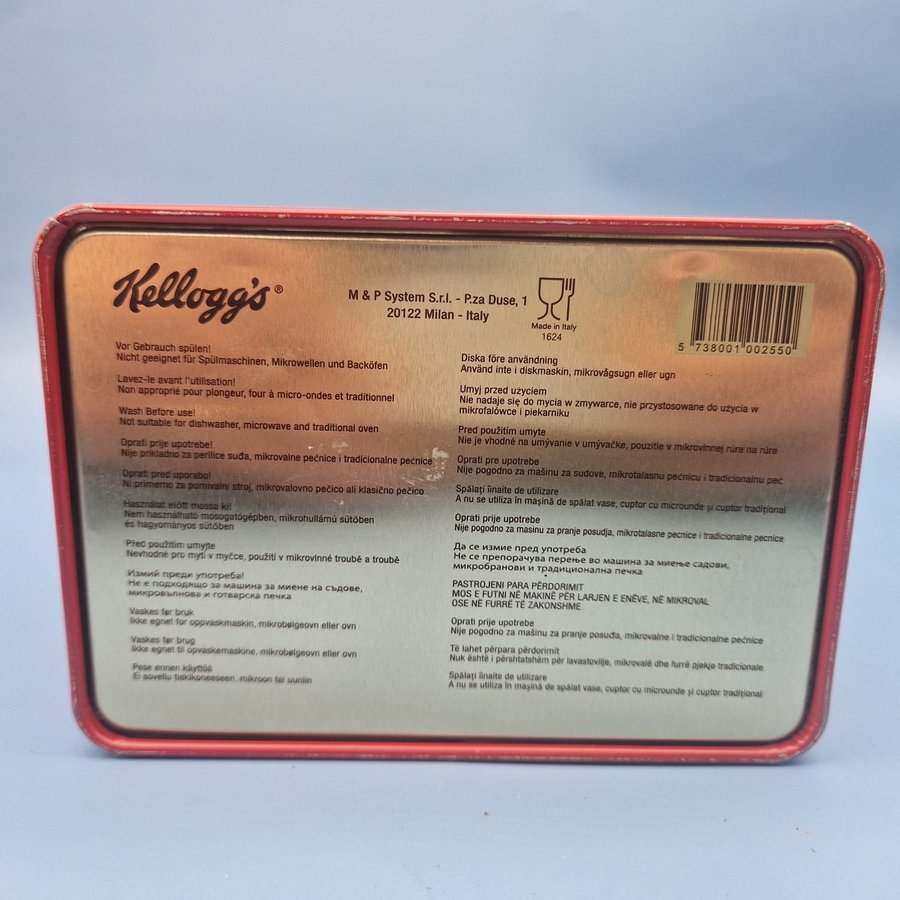 Kellogg's®
M & P System S.r.l. - P.za Duse, 1
20122 Milan - Italy
Made in Italy
1624
5 738001 002550
Vor Gebrauch spülen!
Nicht geeignet für Spülmaschinen, Mikrowellen und Backöfen
Lavez-le avant l'utilisation!
Non approprié pour plongeur, four à micro-ondes et traditionnel
Wash Before use!
Not suitable for dishwasher, microwave and traditional oven
Oprati prije upotrebe!
Nije prikladno za perilice suđa, mikrovalne pećnice i tradicionalne pećnice
Oprati pred uporabo!
Ni primerno za pomivalni stroj, mikrovalovno pečico ali klasično pečico
Használat előtt mossa ki!
Nem használható mosogatógépben, mikrohullámú sütőben
és hagyományos sütőben
Před použitím umyjte
Nevhodné pro mytí v myčce, použití v mikrovlnné troubě a troubě
Измий преди употреба!
Не е подходящо за машина за миене на съдове,
микровълнова и готварска печка
Vaskes før bruk
Ikke egnet for oppvaskmaskin, mikrobølgeovn eller ovn
Vaskes før brug
Ikke egnet til opvaskemaskine, mikrobølgeovn eller ovn
Pese ennen käyttöä
Ei sovellu tiskikoneeseen, mikroon tai uuniin
Diska före användning
Använd inte i diskmaskin, mikrovågsugn eller ugn
Umyj przed użyciem
Nie nadaje się do mycia w zmywarce, nie przystosowane do użycia w
mikrofalówce i piekarniku
Pred použitím umyte
Nie je vhodné na umývanie v umývačke, pouzitie v mikrovlnnej rúre na rúre
Oprati pre upotrebe
Nije pogodno za mašinu za sudove, mikrotalasnu pećnicu i tradicionalnu peć
Spălați îinaite de utilizare
A nu se utiliza în mașină de spălat vase, cuptor cu microunde și cuptor tradițional
Oprati prije upotrebe
Nije pogodno za masinu za pranje posudja, mikrotalasne pecnice i tradicionalne pecnice
Да се измие пред употреба
Не се препорачува перење во машина за миење садови,
микробранови и традиционална печка
PASTROJENI PARA PËRDORIMIT
MOS E FUTNI NË MAKINË PËR LARJEN E ENËVE, NË MIKROVAL
OSE NË FURRË TË ZAKONSHME
Oprati prije upotrebe
Nije pogodno za mašinu za pranje posuđa, mikrovalne i tradicionalne pećnice
Të lahet përpara përdorimit
Nuk është i përshtatshëm për lavastovilje, mikrovalë dhe furrë pjekje tradicionale
Spălați îinaite de utilizare
A nu se utiliza în mașină de spălat vase, cuptor cu microunde și cuptor tradițional